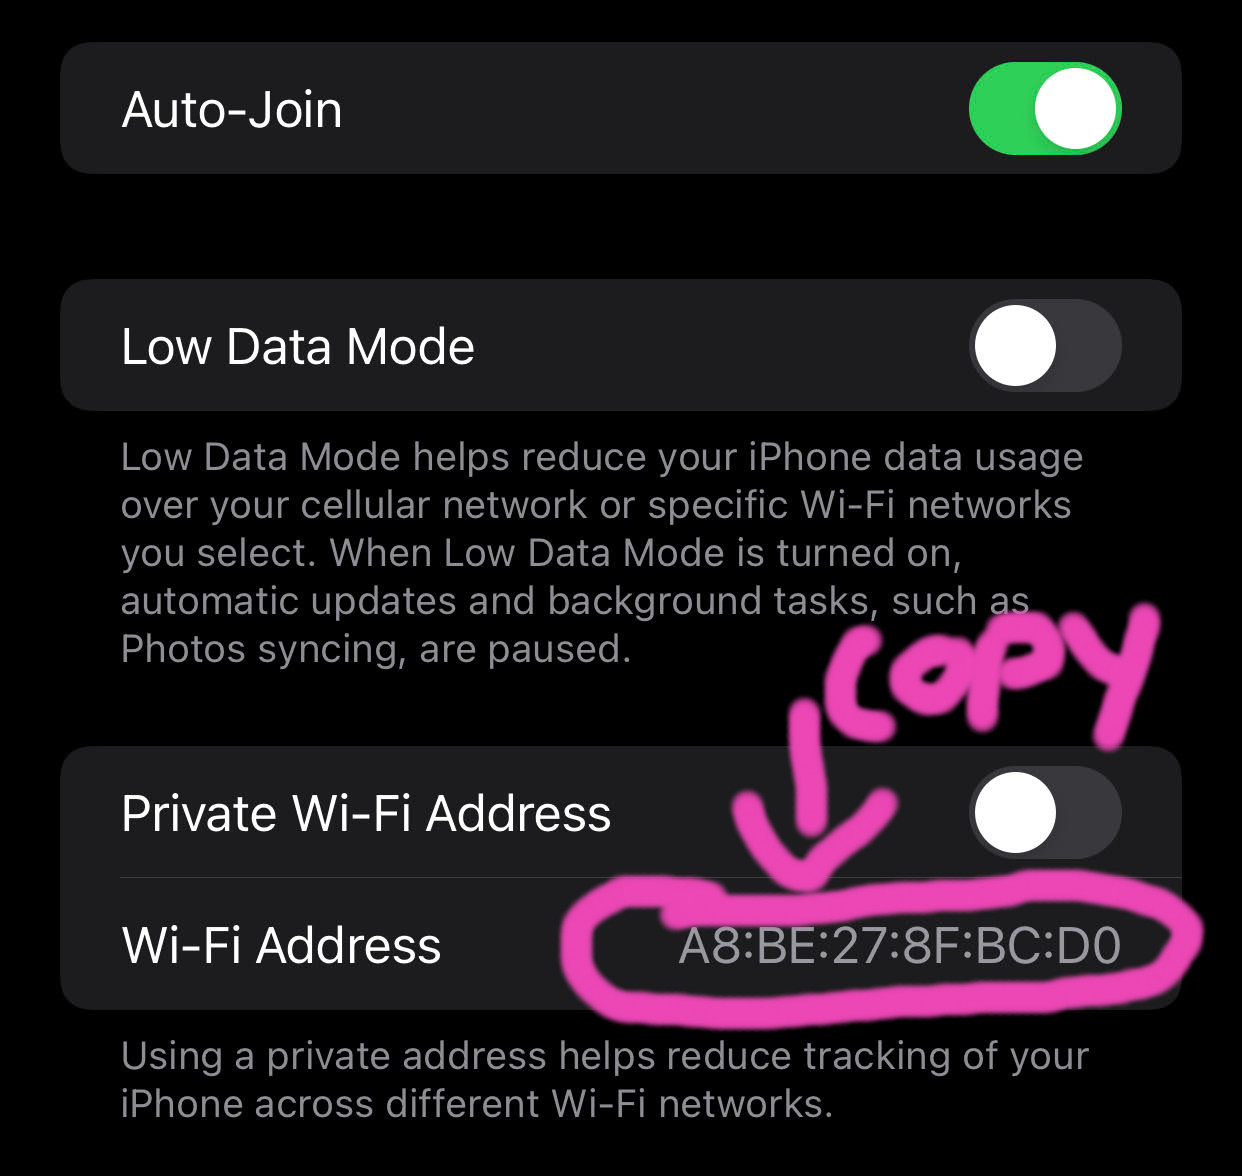 Auto-Join
Low Data Mode
Low Data Mode helps reduce your iPhone data usage
over your cellular network or specific Wi-Fi networks
you select. When Low Data Mode is turned on,
automatic updates and background tasks, such as
Photos syncing, are paused.
copy
Private Wi-Fi Address
Wi-Fi Address A8:BE:27:8F:BC:D0
Using a private address helps reduce tracking of your
iPhone across different Wi-Fi networks.